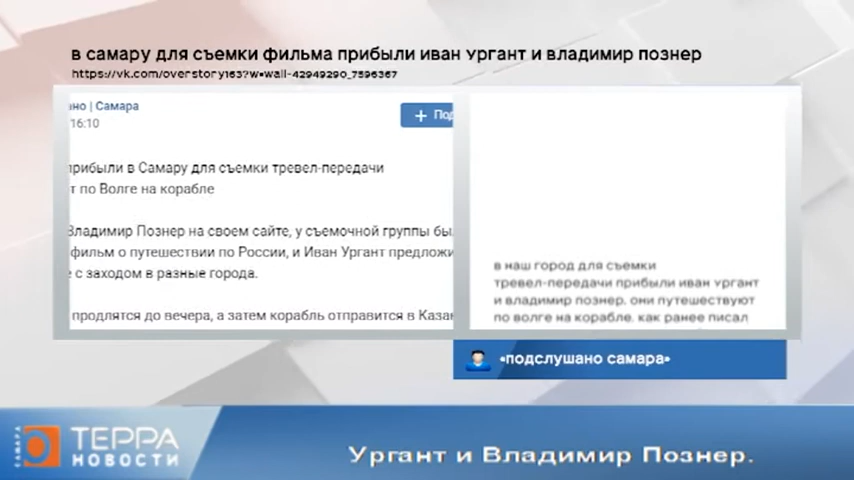 в самару для съемки фильма прибыли иван ургант и владимир познер
https://vk.com/overstory163?w=wall-42949290_7596367
но | Самара
16:10
+ Под
прибыли в Самару для съемки тревел-передачи
т по Волге на корабле
Владимир Познер на своем сайте, у съемочной группы бы
фильм о путешествии по России, и Иван Ургант предложи
с заходом в разные города.
продлятся до вечера, а затем корабль отправится в Казан
в наш город для съемки
тревел-передачи прибыли иван ургант
и владимир познер. они путешествуют
по волге на корабле. как ранее писал
«подслушано самара»
САМАРА
ТЕРРА
НОВОСТИ
Ургант и Владимир Познер.